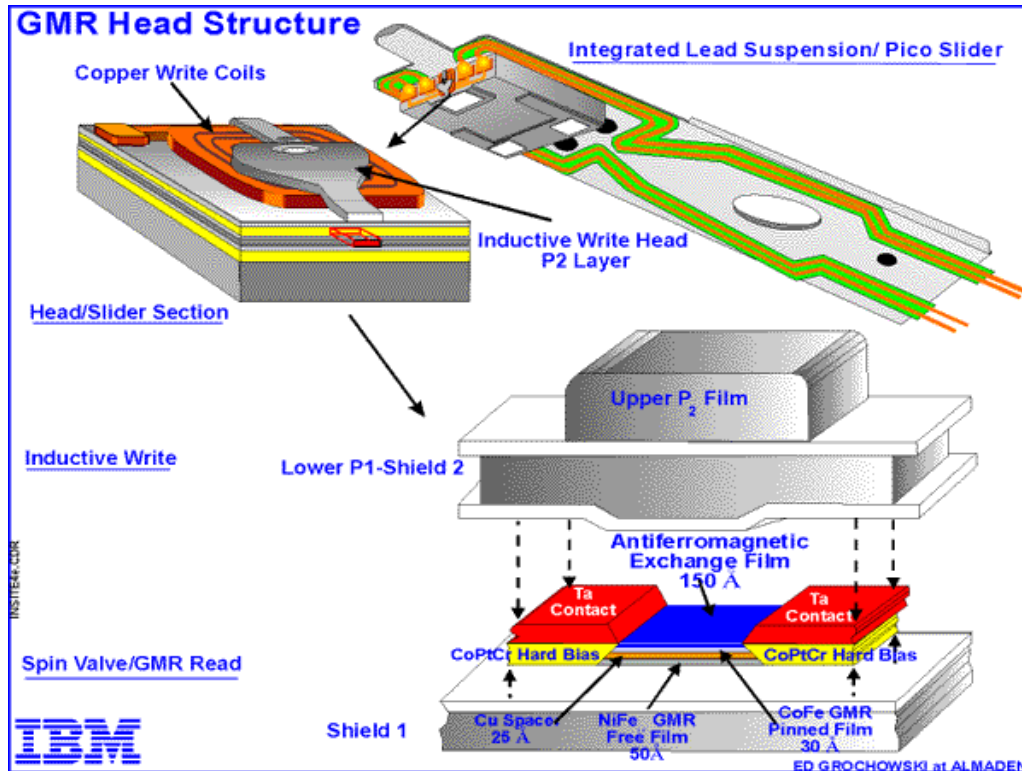 GMR Head Structure
Integrated Lead Suspension/ Pico Slider
Copper Write Coils
Inductive Write Head
P2 Layer
Head/Slider Section
Upper P2 Film
Inductive Write
Lower P1-Shield 2
Antiferromagnetic
Exchange Film
150 Å
Ta
Contact
Ta
Contact
CoPtCr Hard Bias
CoPtCr Hard Bias
Spin Valve/GMR Read
Cu Space
25 Å
NiFe GMR
Free Film
50Å
CoFe GMR
Pinned Film
30 Å
Shield 1
IBM
ED GROCHOWSKI at ALMADEN